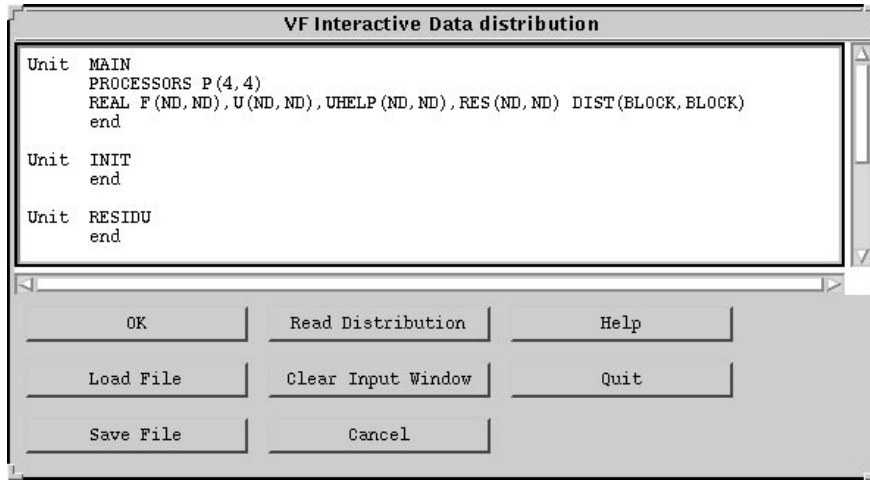 VF Interactive Data distribution
Unit MAIN
PROCESSORS P(4,4)
REAL F(ND,ND),U(ND,ND),UHELP(ND,ND),RES(ND,ND) DIST(BLOCK,BLOCK)
end
Unit INIT
end
Unit RESIDU
end
OK Read Distribution Help
Load File Clear Input Window Quit
Save File Cancel